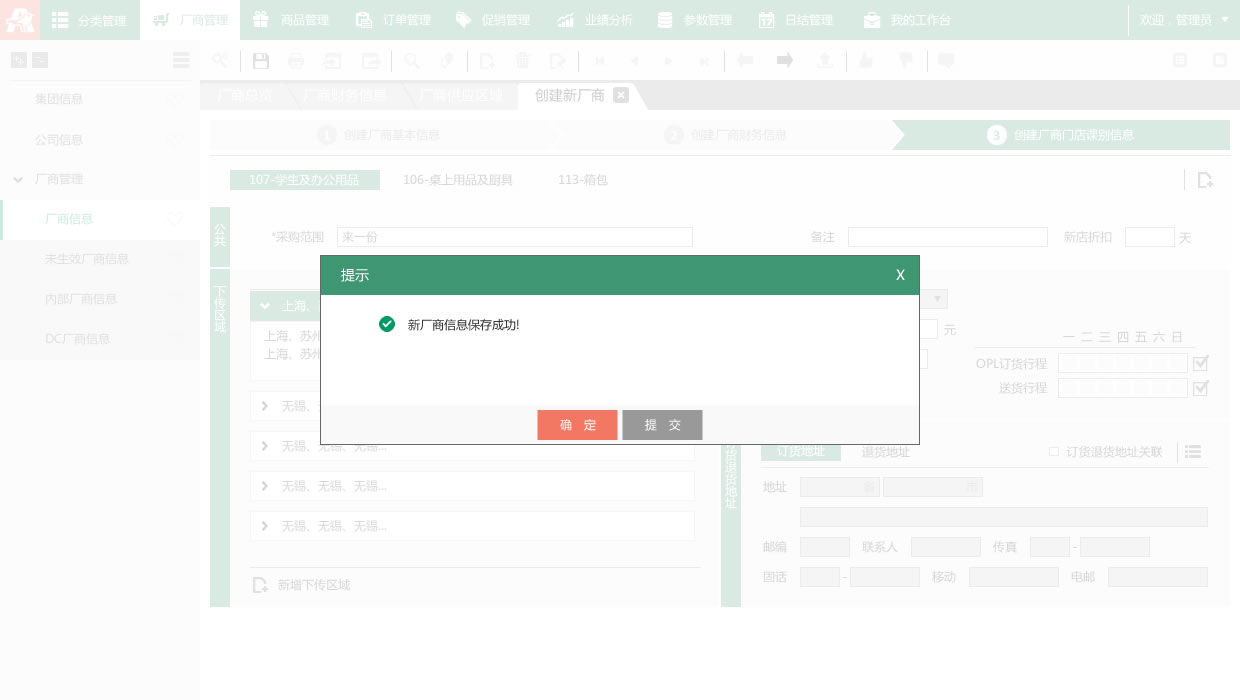 分类管理 厂商管理 商品管理 订单管理 促销管理 业绩分析 参数管理 日结管理 我的工作台 欢迎，管理员
集团信息
公司信息
厂商管理
厂商信息
未生效厂商信息
内部厂商信息
DC厂商信息
厂商总览 厂商财务信息 厂商供应区域 创建新厂商
1 创建厂商基本信息 2 创建厂商财务信息 3 创建厂商门店课别信息
107-学生及办公用品 106-桌上用品及厨具 113-箱包
公共
*采购范围 来一份 备注 新店折扣 天
提示 X
新厂商信息保存成功!
确 定 提 交
下传区域
上海、
上海、苏州
上海、苏州
无锡、
无锡、无锡、无锡...
无锡、无锡、无锡...
无锡、无锡、无锡...
新增下传区域
元
一 二 三 四 五 六 日
OPL订货行程
送货行程
货退货地址
订货地址 退货地址 订货退货地址关联
地址 省 市
邮编 联系人 传真 -
固话 - 移动 电邮